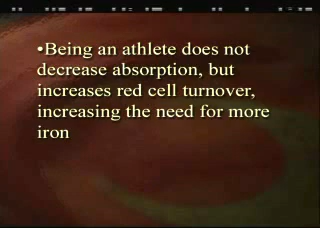 •Being an athlete does not
decrease absorption, but
increases red cell turnover,
increasing the need for more
iron